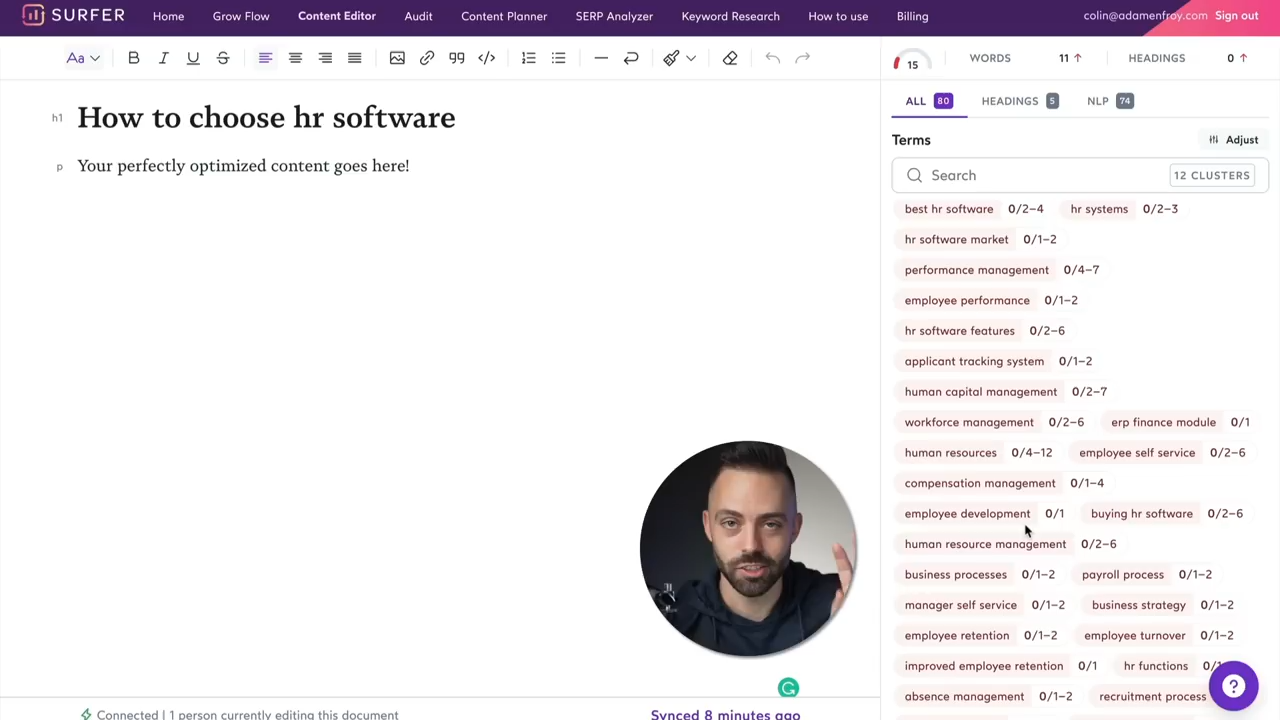 SURFER Home Grow Flow Content Editor Audit Content Planner SERP Analyzer Keyword Research How to use Billing colin@adamenfroy.com Sign out
Aa B I U S
15 WORDS 11 HEADINGS 0
ALL 80 HEADINGS 5 NLP 74
h1 How to choose hr software
p Your perfectly optimized content goes here!
Terms Adjust
Search 12 CLUSTERS
best hr software 0/2–4 hr systems 0/2–3
hr software market 0/1–2
performance management 0/4–7
employee performance 0/1–2
hr software features 0/2–6
applicant tracking system 0/1–2
human capital management 0/2–7
workforce management 0/2–6 erp finance module 0/1
human resources 0/4–12 employee self service 0/2–6
compensation management 0/1–4
employee development 0/1 buying hr software 0/2–6
human resource management 0/2–6
business processes 0/1–2 payroll process 0/1–2
manager self service 0/1–2 business strategy 0/1–2
employee retention 0/1–2 employee turnover 0/1–2
improved employee retention 0/1 hr functions
absence management 0/1–2 recruitment process
?
Connected | 1 person currently editing this document Synced 8 minutes ago